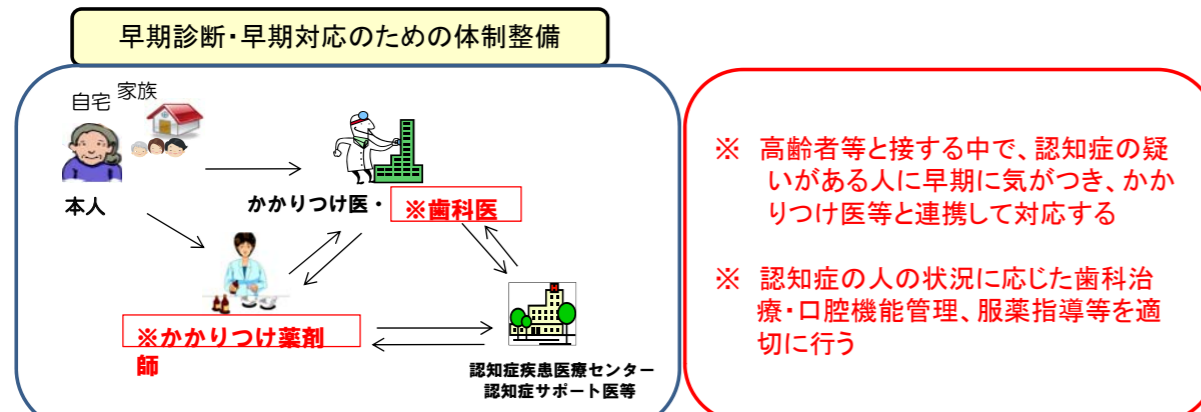 早期診断・早期対応のための体制整備
自宅 家族
本人
かかりつけ医・ ※歯科医
※かかりつけ薬剤
師
認知症疾患医療センター
認知症サポート医等
※ 高齢者等と接する中で、認知症の疑
いがある人に早期に気がつき、かか
りつけ医等と連携して対応する
※ 認知症の人の状況に応じた歯科治
療・口腔機能管理、服薬指導等を適
切に行う